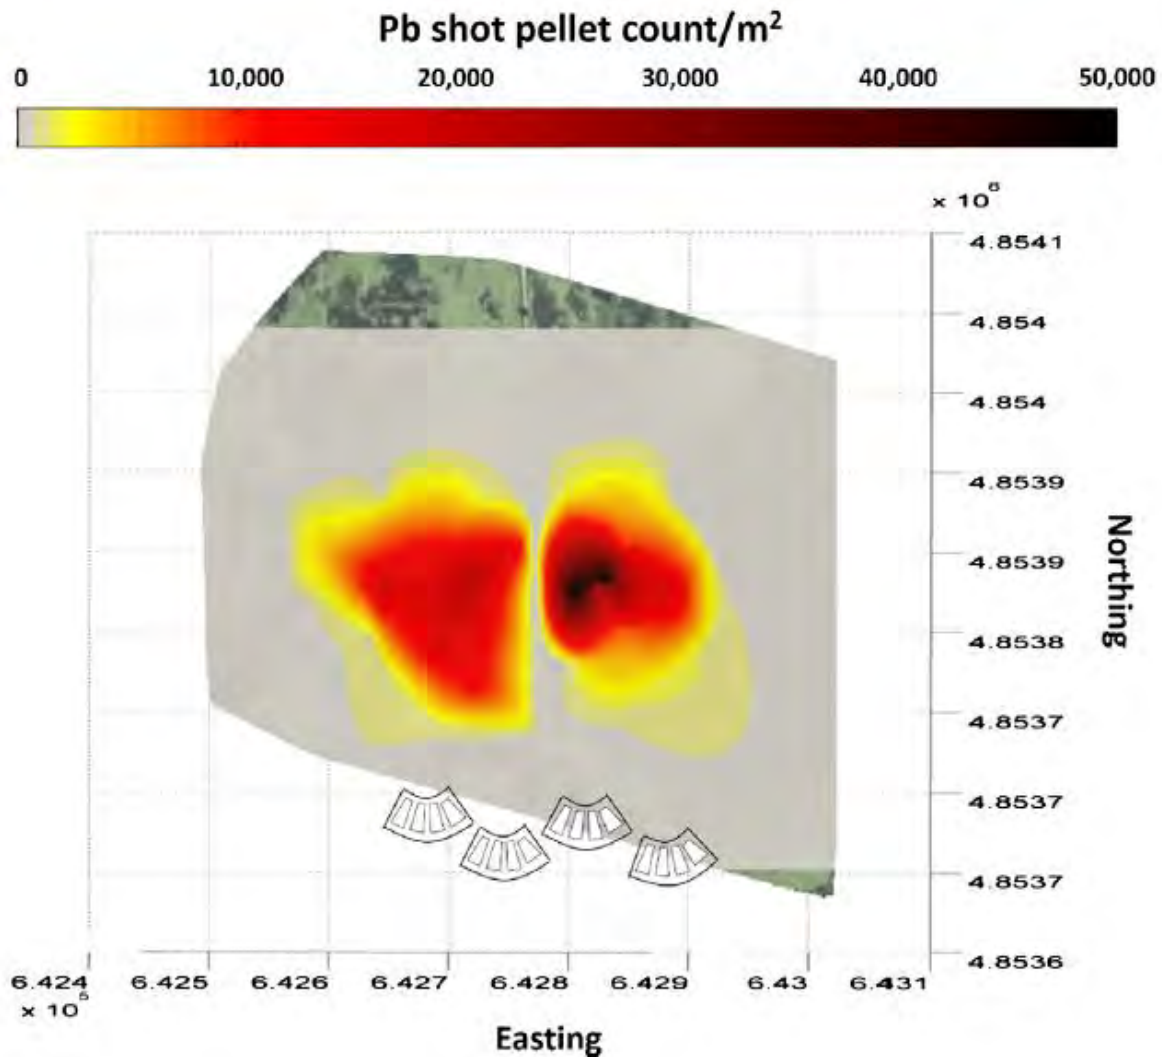 Pb shot pellet count/m²
0 10,000 20,000 30,000 40,000 50,000
× 10⁶
4.8541
4.854
4.854
4.8539
4.8539
4.8538
4.8537
4.8537
4.8537
4.8536
Northing
6.424 6.425 6.426 6.427 6.428 6.429 6.43 6.431
× 10⁵
Easting